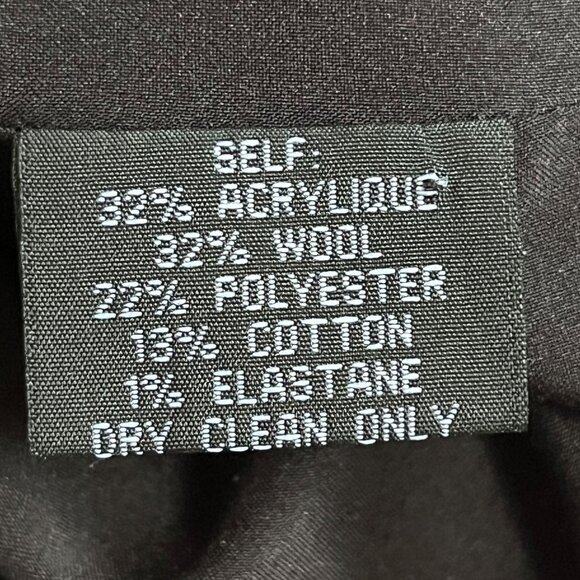 SELF:
32% ACRYLIQUE
32% WOOL
22% POLYESTER
13% COTTON
1% ELASTANE
DRY CLEAN ONLY